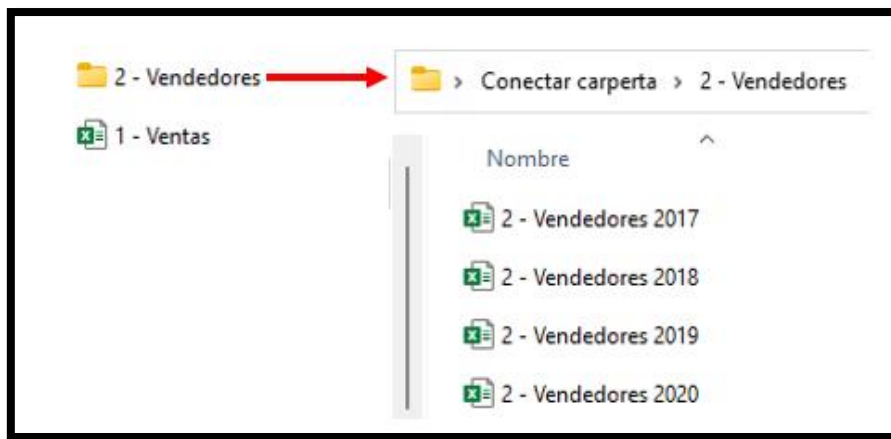 2 - Vendedores
1 - Ventas
> Conectar carperta > 2 - Vendedores
Nombre
2 - Vendedores 2017
2 - Vendedores 2018
2 - Vendedores 2019
2 - Vendedores 2020